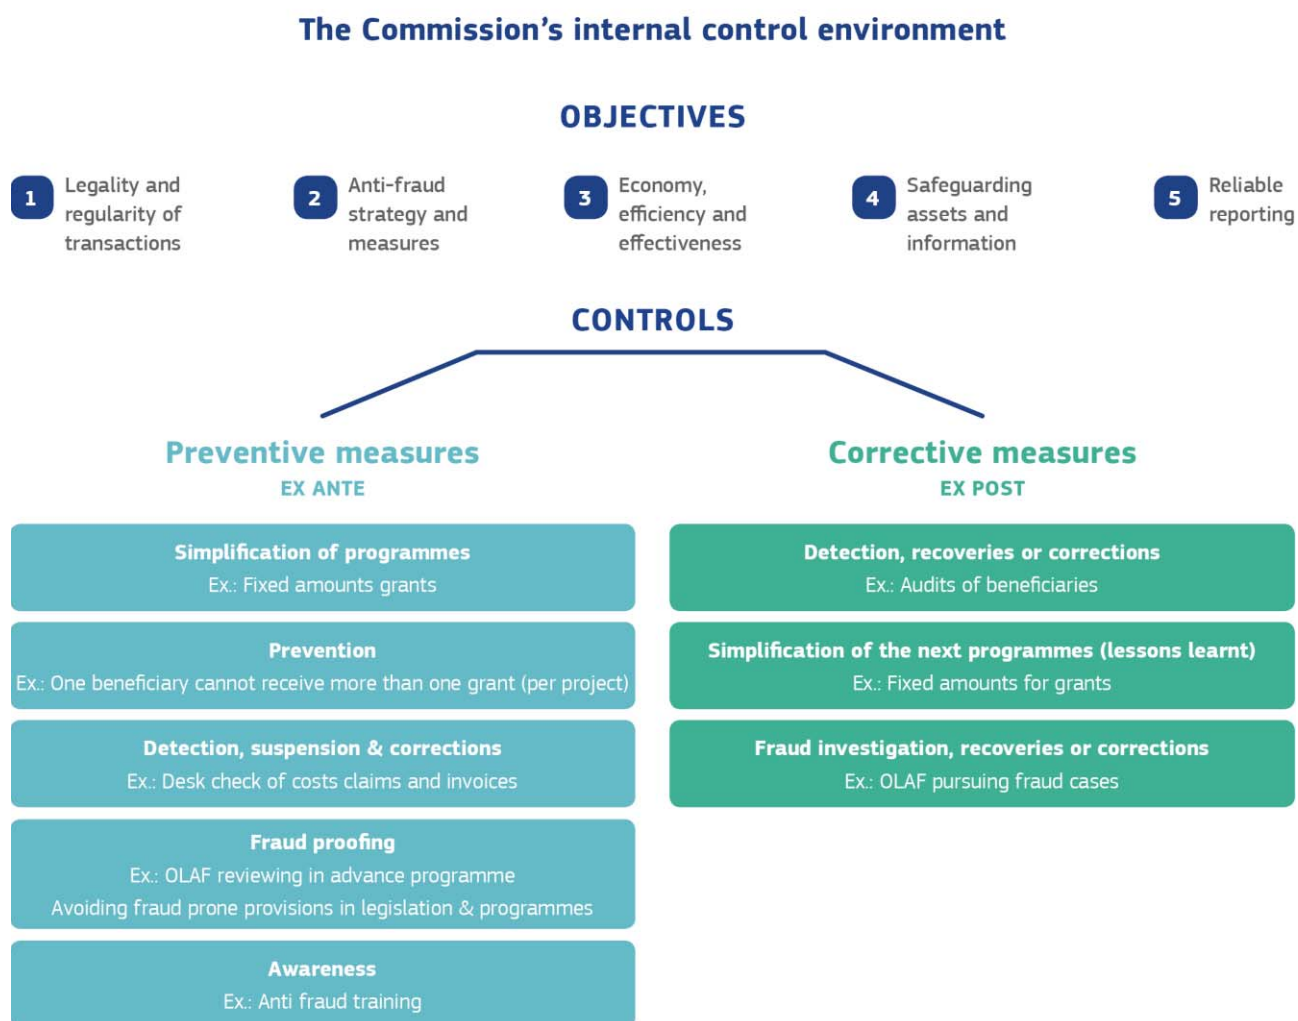 The Commission's internal control environment
OBJECTIVES
1 Legality and
regularity of
transactions
2 Anti-fraud
strategy and
measures
3 Economy,
efficiency and
effectiveness
4 Safeguarding
assets and
information
5 Reliable
reporting
CONTROLS
Preventive measures
EX ANTE
Simplification of programmes
Ex.: Fixed amounts grants
Prevention
Ex.: One beneficiary cannot receive more than one grant (per project)
Detection, suspension & corrections
Ex.: Desk check of costs claims and invoices
Fraud proofing
Ex.: OLAF reviewing in advance programme
Avoiding fraud prone provisions in legislation & programmes
Awareness
Ex.: Anti fraud training
Corrective measures
EX POST
Detection, recoveries or corrections
Ex.: Audits of beneficiaries
Simplification of the next programmes (lessons learnt)
Ex.: Fixed amounts for grants
Fraud investigation, recoveries or corrections
Ex.: OLAF pursuing fraud cases